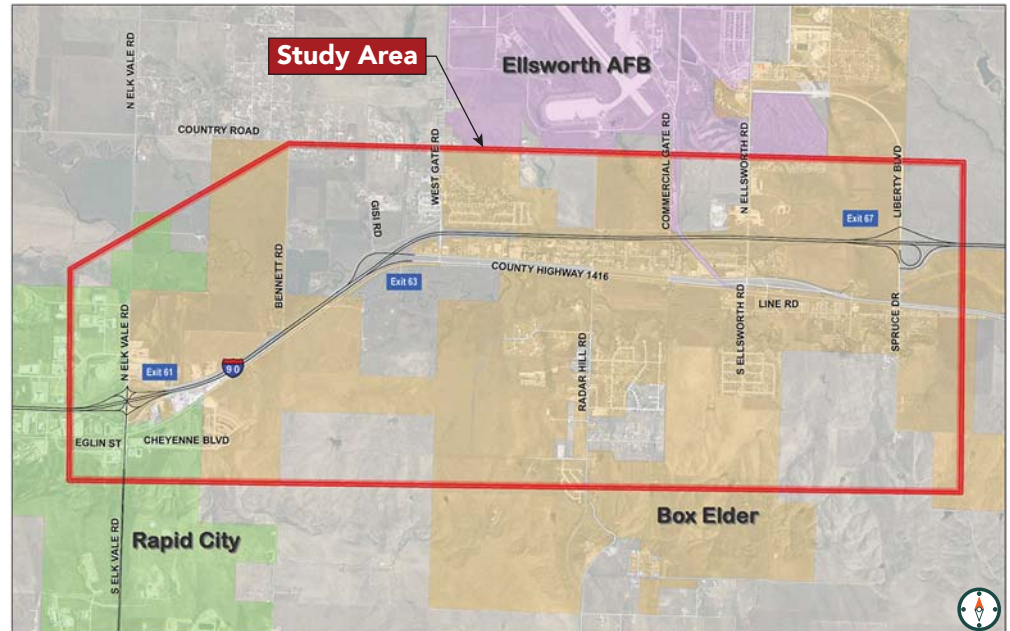 Study Area
Ellsworth AFB
N ELK VALE RD
COUNTRY ROAD
WEST GATE RD
COMMERCIAL GATE RD
N ELLSWORTH RD
LIBERTY BLVD
GISI RD
Exit 67
BENNETT RD
COUNTY HIGHWAY 1416
Exit 63
LINE RD
N ELK VALE RD
S ELLSWORTH RD
SPRUCE DR
Exit 61
90
RADAR HILL RD
EGLIN ST
CHEYENNE BLVD
Box Elder
Rapid City
S ELK VALE RD